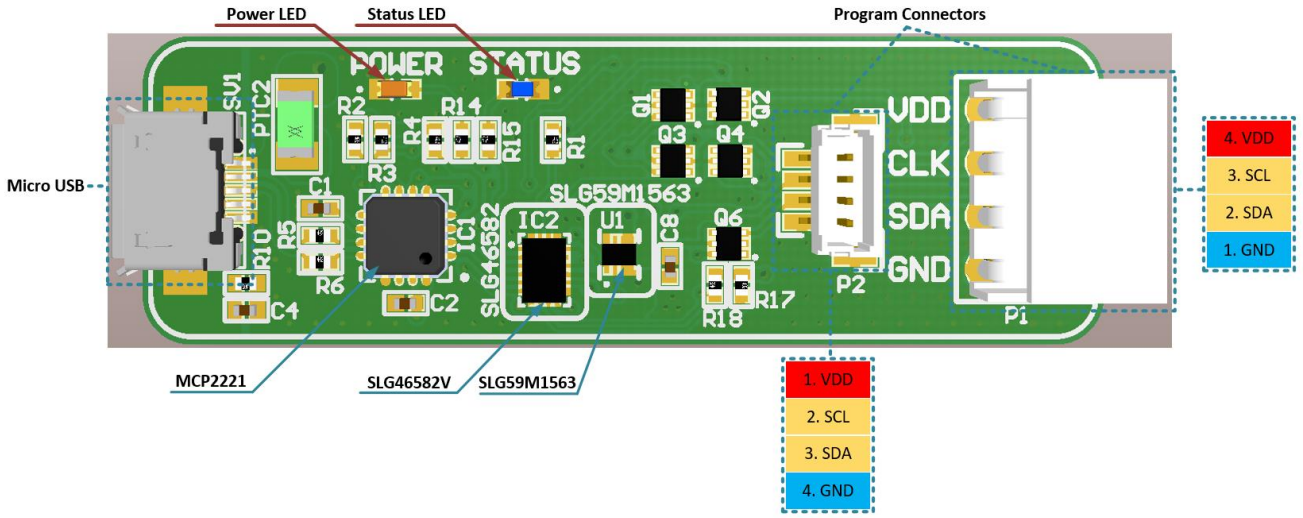 Power LED
Status LED
Program Connectors
POWER
STATUS
SV1
PTC2
R2
R3
R4
R14
R15
R1
Q1
Q2
Q3
Q4
VDD
CLK
SDA
GND
4. VDD
3. SCL
2. SDA
1. GND
Micro USB
C1
R5
R6
R10
C4
IC1
C2
SLG46582
IC2
SLG59M1563
U1
C8
Q6
R18
R17
P2
P1
MCP2221
SLG46582V
SLG59M1563
1. VDD
2. SCL
3. SDA
4. GND